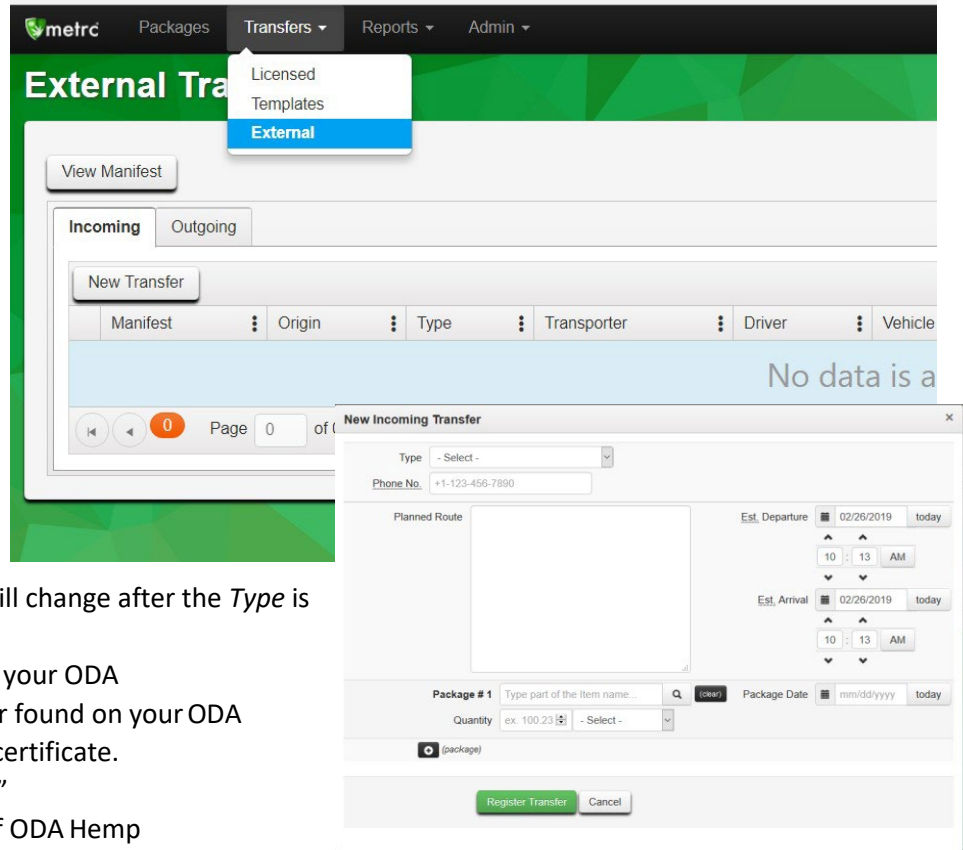 metrc Packages Transfers Reports Admin
External Tra
Licensed
Templates
External
View Manifest
Incoming Outgoing
New Transfer
Manifest Origin Type Transporter Driver Vehicle
No data is a
0 Page 0 of
New Incoming Transfer ×
Type - Select -
Phone No. +1-123-456-7890
Planned Route Est. Departure 02/26/2019 today
10 : 13 AM
Est. Arrival 02/26/2019 today
10 : 13 AM
Package # 1 Type part of the Item name... (clear) Package Date mm/dd/yyyy today
Quantity ex. 100.23 - Select -
(package)
Register Transfer Cancel
ill change after the Type is
your ODA
r found on your ODA
certificate.
”
f ODA Hemp